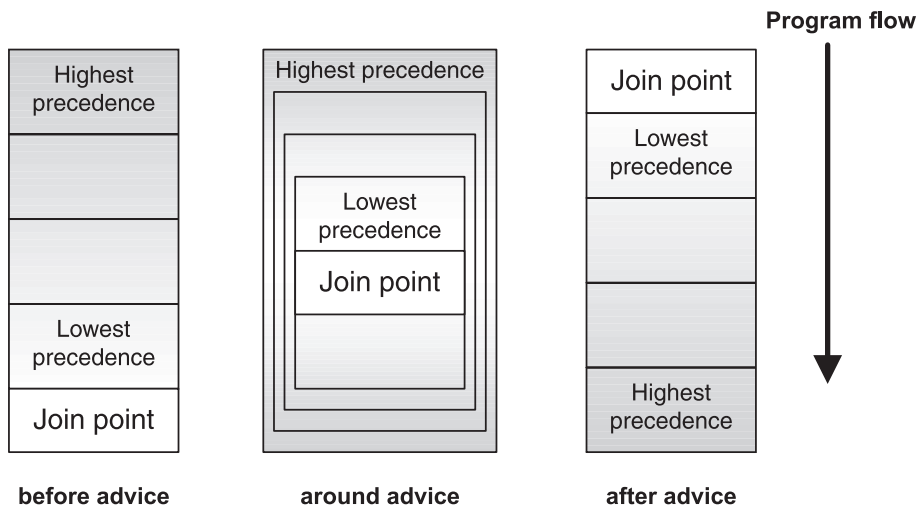 Program flow
Highest
precedence
Lowest
precedence
Join point
before advice
Highest precedence
Lowest
precedence
Join point
around advice
Join point
Lowest
precedence
Highest
precedence
after advice